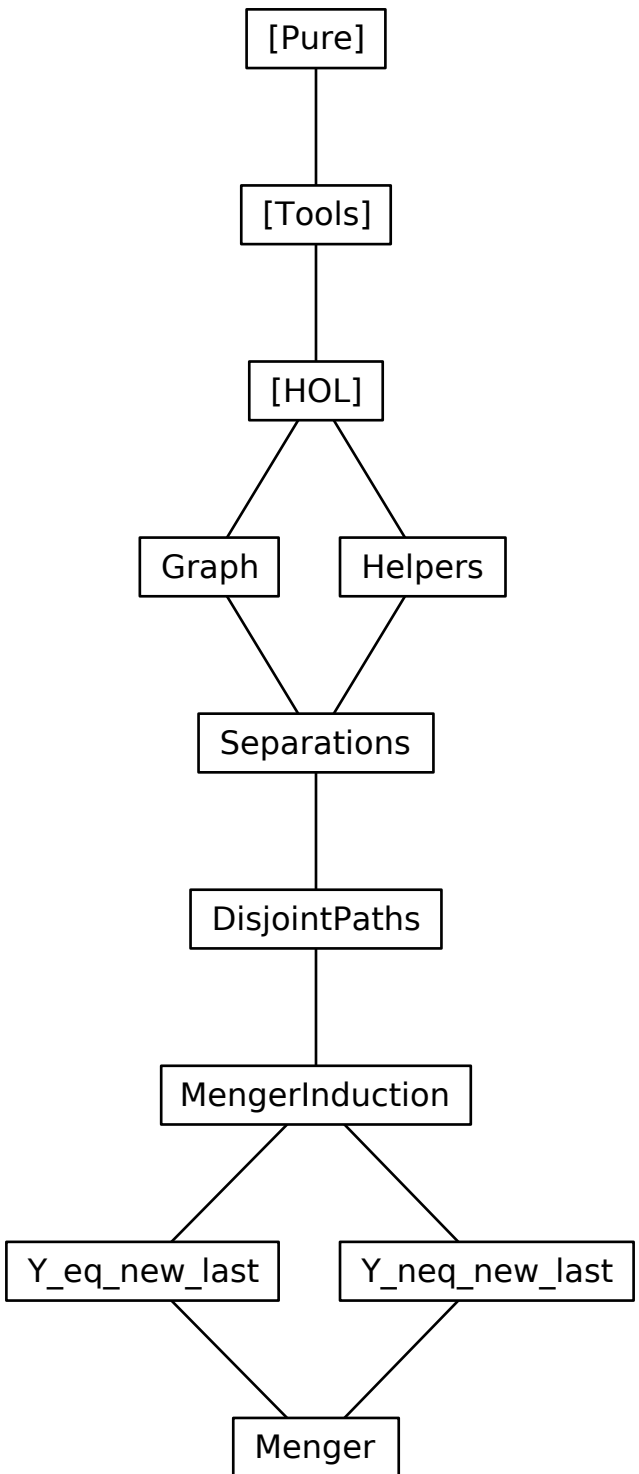 [Pure]
[Tools]
[HOL]
Graph
Helpers
Separations
DisjointPaths
MengerInduction
Y_eq_new_last
Y_neq_new_last
Menger